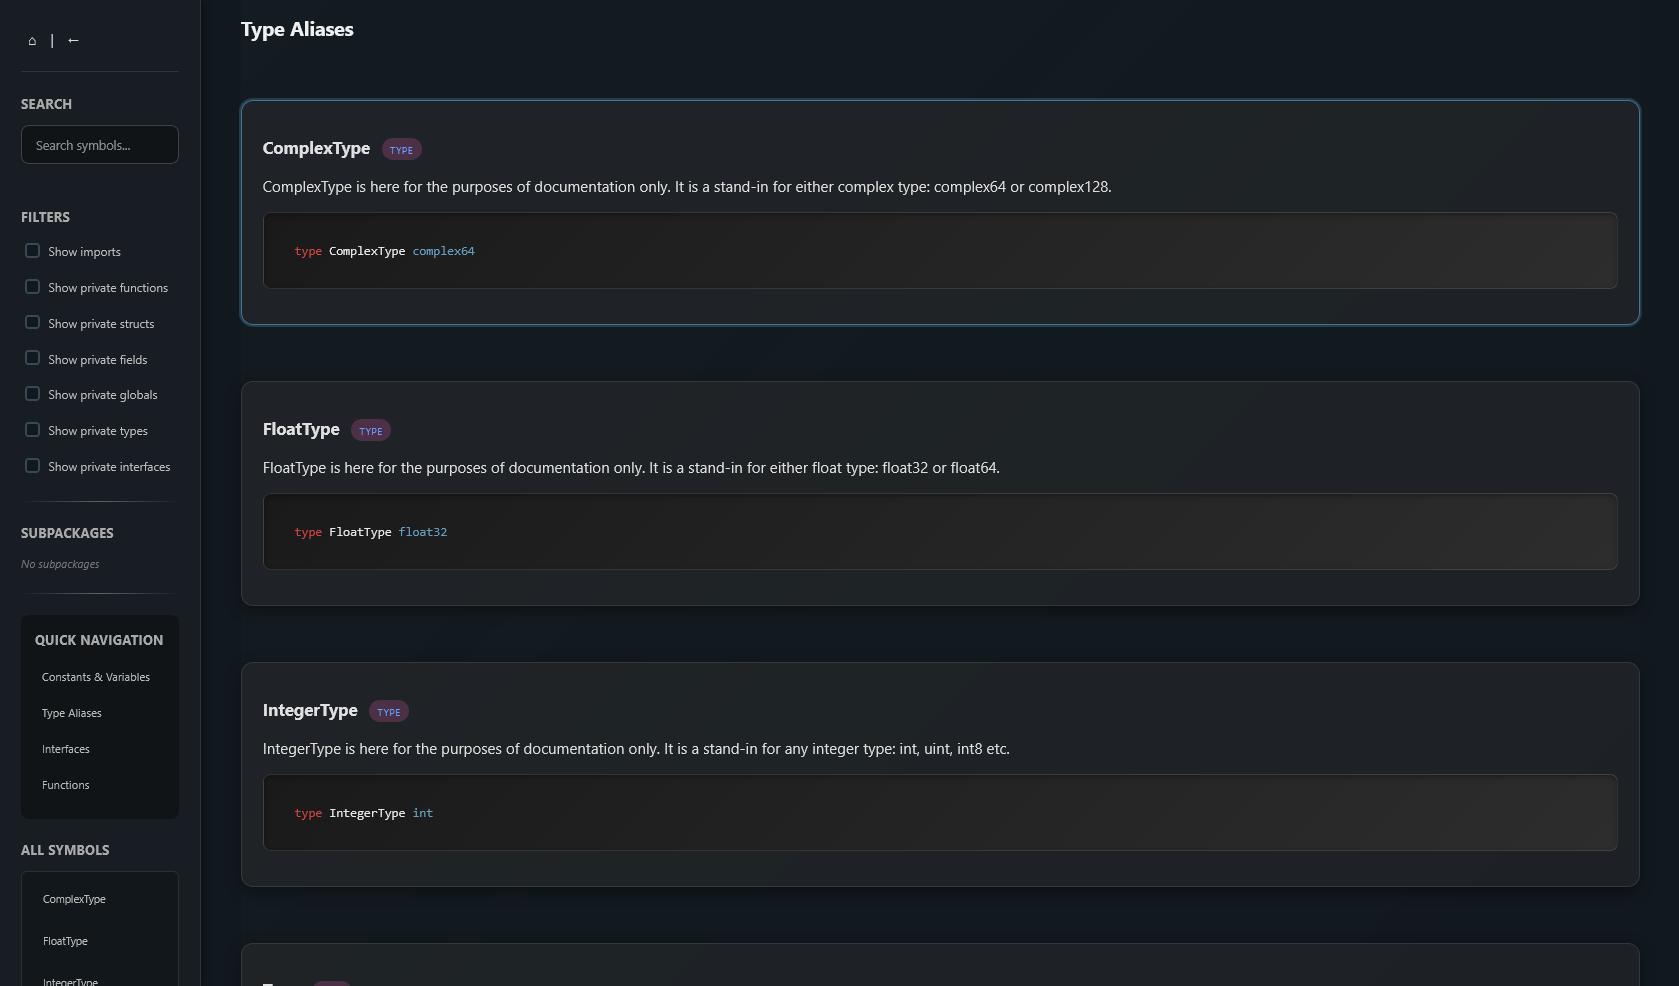 ⌂ | ←
SEARCH
Search symbols...
FILTERS
Show imports
Show private functions
Show private structs
Show private fields
Show private globals
Show private types
Show private interfaces
SUBPACKAGES
No subpackages
QUICK NAVIGATION
Constants & Variables
Type Aliases
Interfaces
Functions
ALL SYMBOLS
ComplexType
FloatType
IntegerType
Type Aliases
ComplexType TYPE
ComplexType is here for the purposes of documentation only. It is a stand-in for either complex type: complex64 or complex128.
type ComplexType complex64
FloatType TYPE
FloatType is here for the purposes of documentation only. It is a stand-in for either float type: float32 or float64.
type FloatType float32
IntegerType TYPE
IntegerType is here for the purposes of documentation only. It is a stand-in for any integer type: int, uint, int8 etc.
type IntegerType int